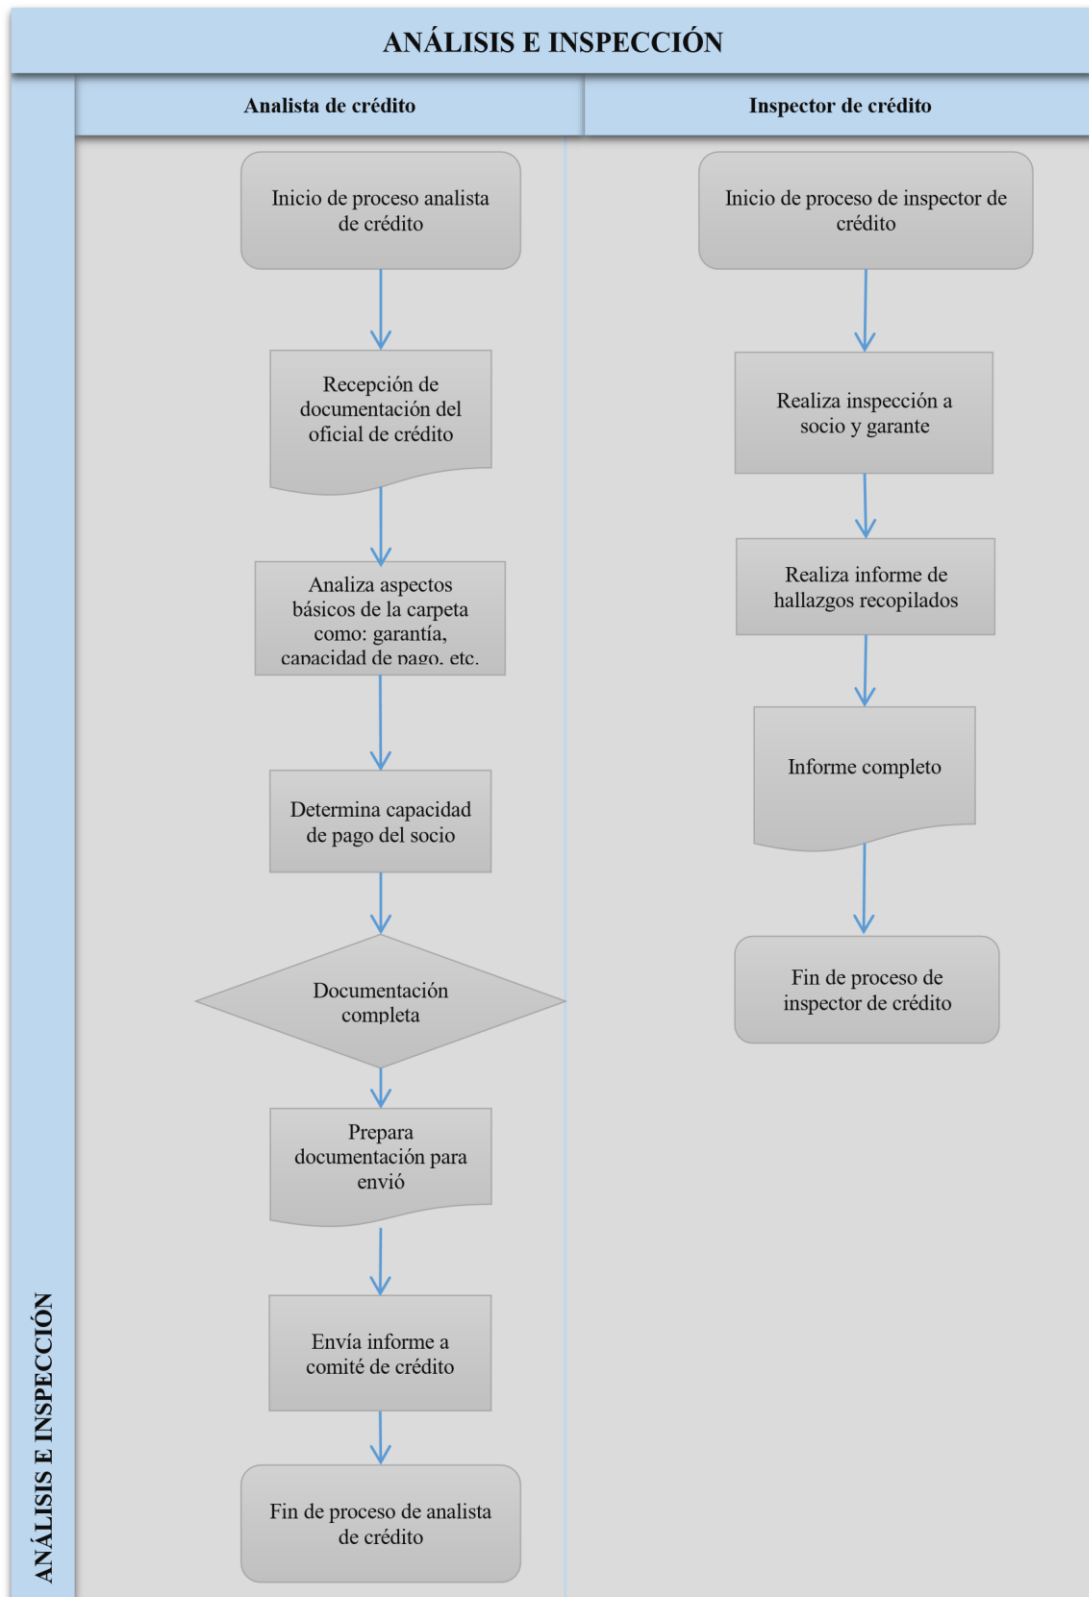 ANÁLISIS E INSPECCIÓN
Analista de crédito
Inspector de crédito
Inicio de proceso analista
de crédito
Recepción de
documentación del
oficial de crédito
Analiza aspectos
básicos de la carpeta
como: garantía,
capacidad de pago, etc.
Determina capacidad
de pago del socio
Documentación
completa
Prepara
documentación para
envió
Envía informe a
comité de crédito
Fin de proceso de analista
de crédito
Inicio de proceso de inspector de
crédito
Realiza inspección a
socio y garante
Realiza informe de
hallazgos recopilados
Informe completo
Fin de proceso de
inspector de crédito
ANÁLISIS E INSPECCIÓN